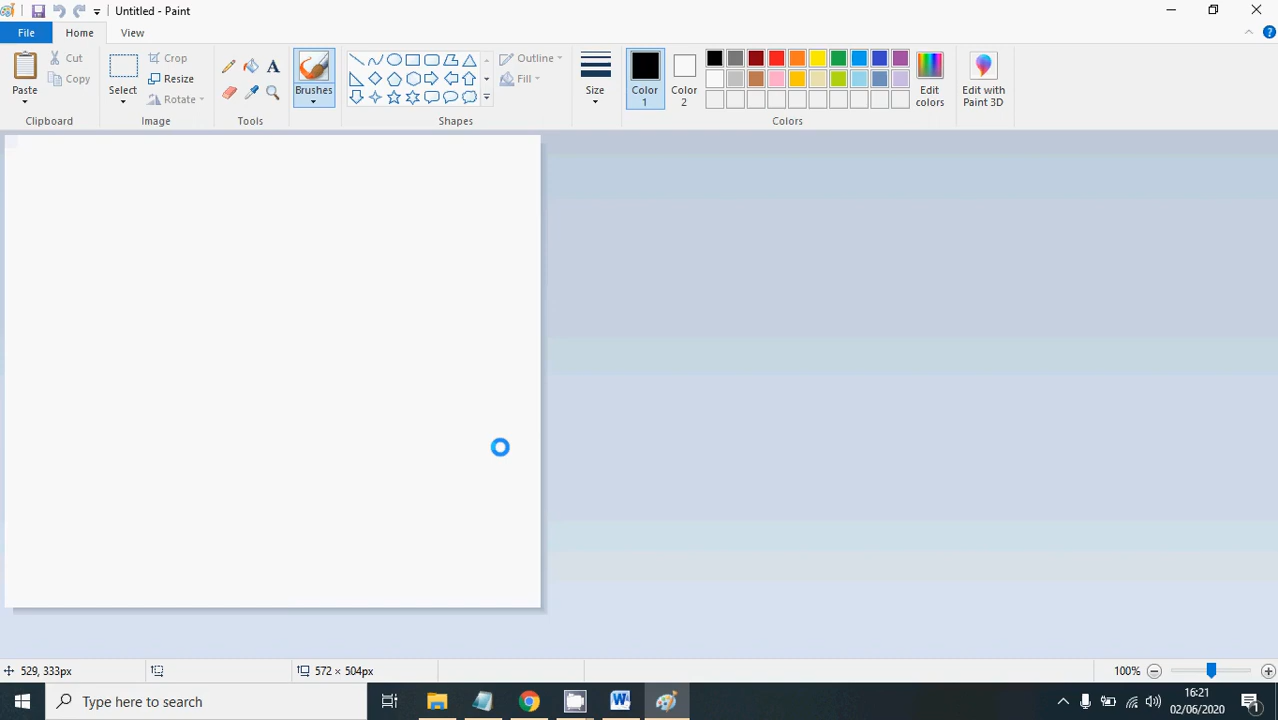 Untitled - Paint
File Home View
Paste
Cut
Copy
Clipboard
Select
Crop
Resize
Rotate
Image
A
Tools
Brushes
Outline
Fill
Shapes
Size
Color 1
Color 2
Edit colors
Colors
Edit with Paint 3D
529, 333px
572 × 504px
100%
Type here to search
W
16:21
02/06/2020
1